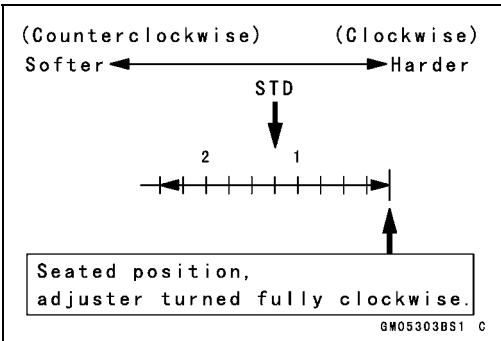 (Counterclockwise) (Clockwise)
Softer Harder
STD
2 1
Seated position,
adjuster turned fully clockwise.
GM05303BS1 C